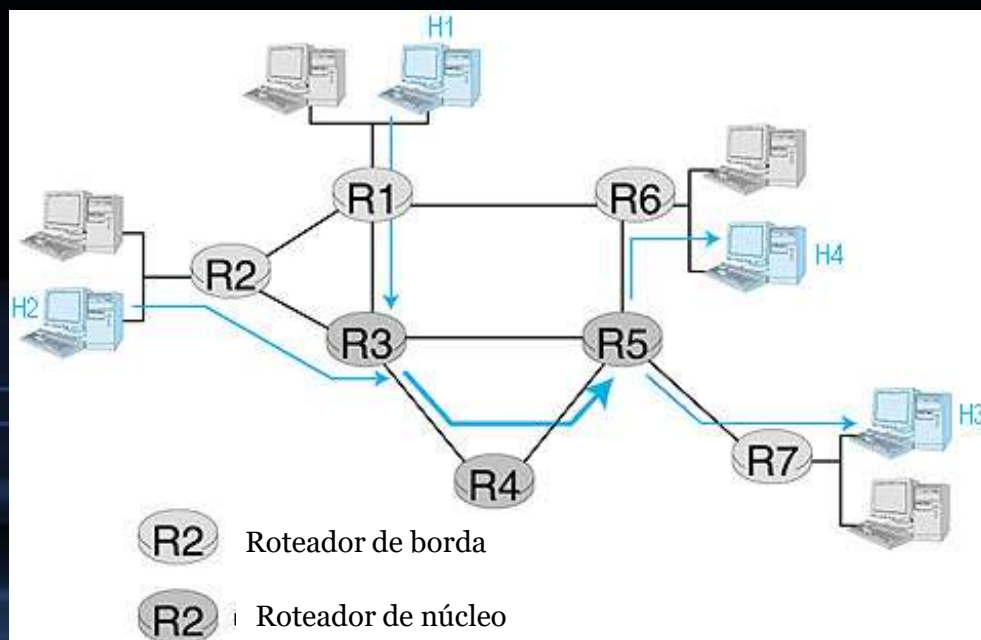 H1
R1
R6
H4
R2
H2
R3
R5
H3
R7
R4
R2 Roteador de borda
R2 Roteador de núcleo